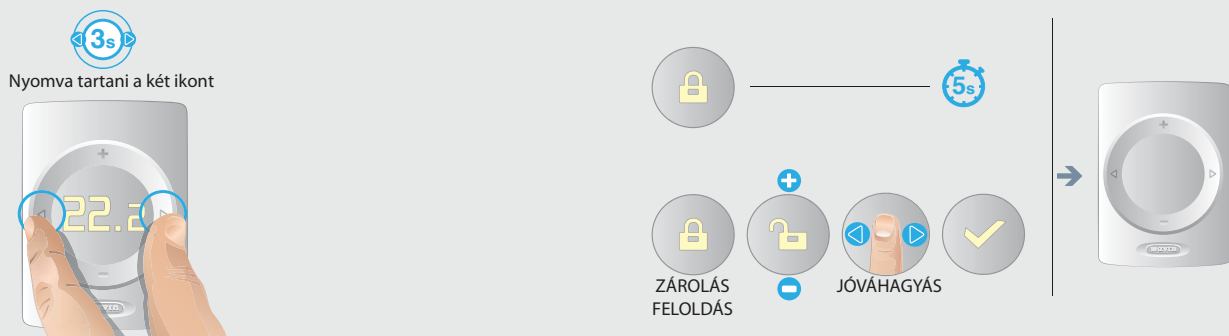 3s
Nyomva tartani a két ikont
22.2
5s
ZÁROLÁS
FELOLDÁS
JÓVÁHAGYÁS